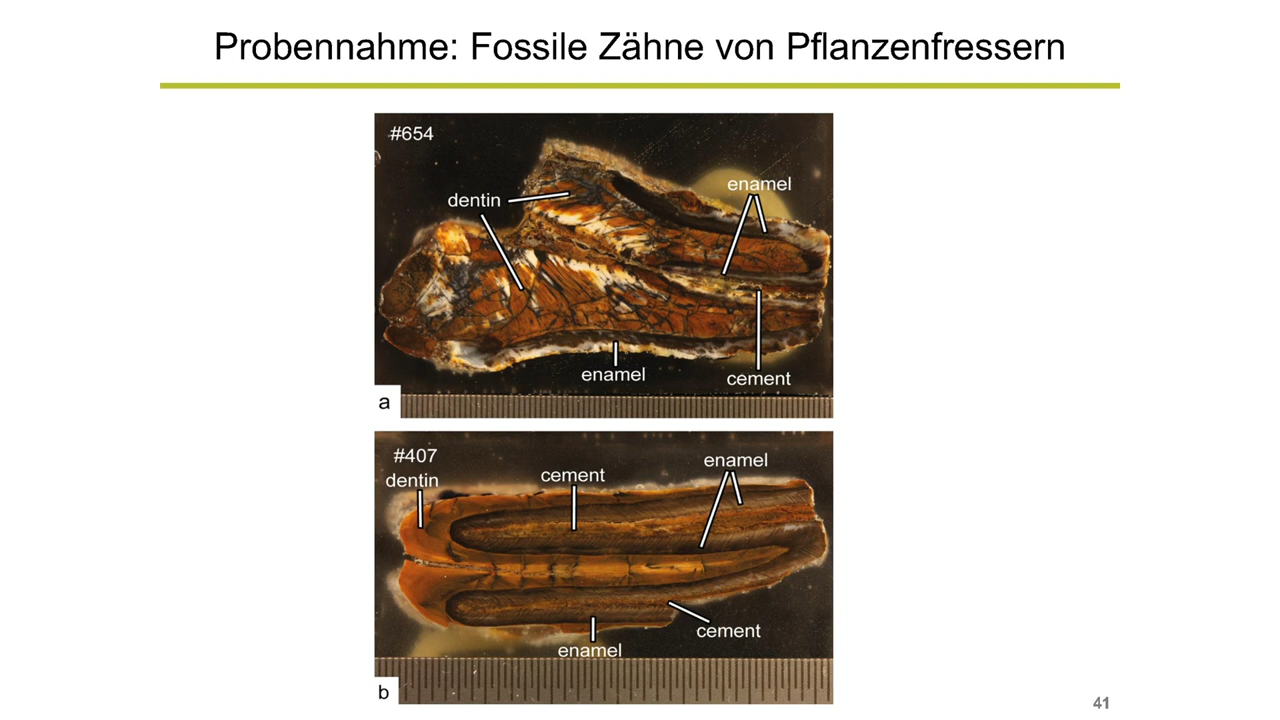 Probennahme: Fossile Zähne von Pflanzenfressern
#654
enamel
dentin
enamel
cement
a
#407
enamel
dentin
cement
cement
enamel
b
41